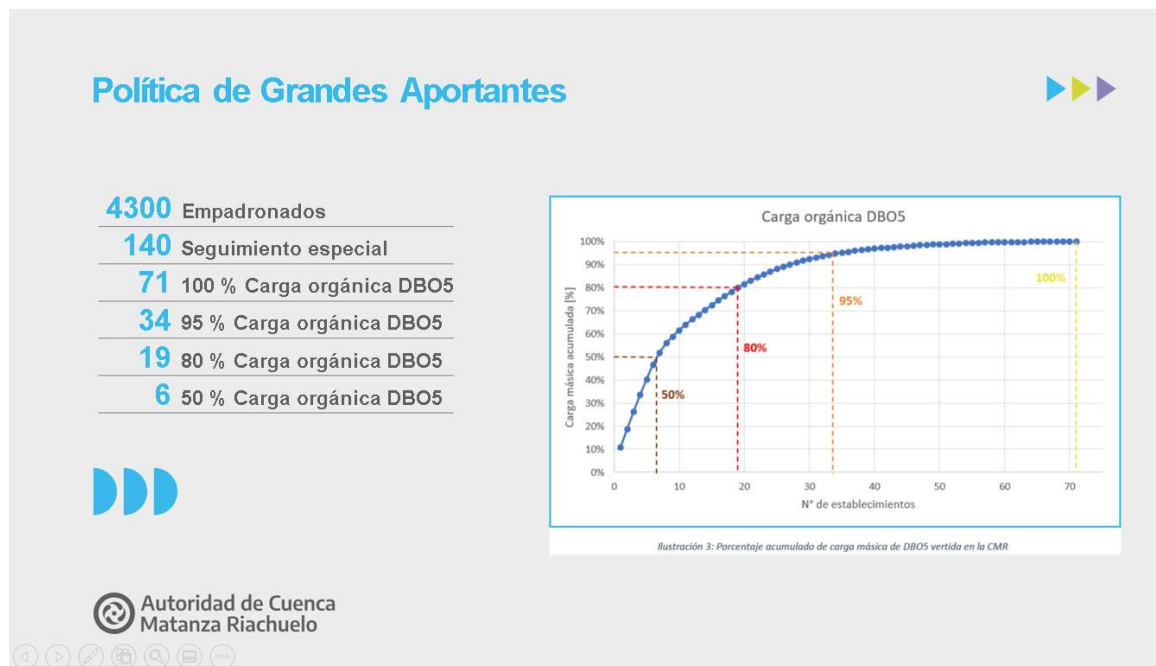 Política de Grandes Aportantes
4300 Empadronados
140 Seguimiento especial
71 100 % Carga orgánica DBO5
34 95 % Carga orgánica DBO5
19 80 % Carga orgánica DBO5
6 50 % Carga orgánica DBO5
Carga orgánica DBO5
Carga másica acumulada [%]
100%
90%
80%
70%
60%
50%
40%
30%
20%
10%
0%
50%
80%
95%
100%
0 10 20 30 40 50 60 70
N° de establecimientos
Ilustración 3: Porcentaje acumulado de carga másica de DBO5 vertida en la CMR
Autoridad de Cuenca
Matanza Riachuelo